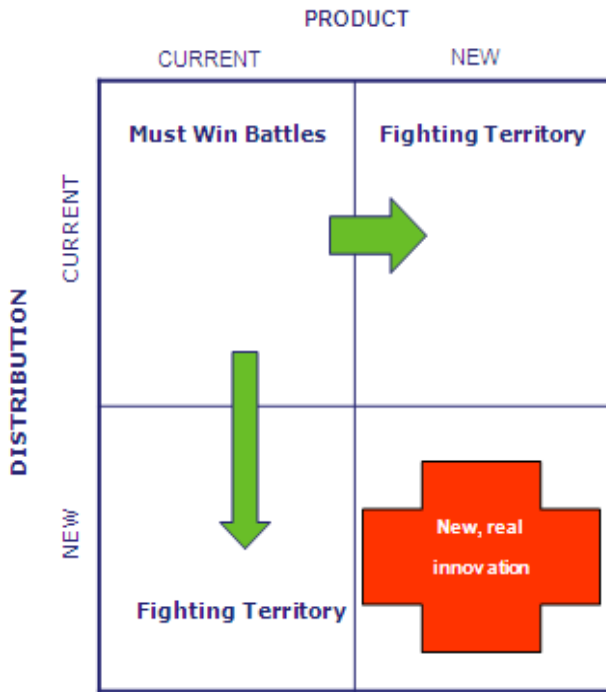 PRODUCT
CURRENT NEW
Must Win Battles Fighting Territory
DISTRIBUTION
CURRENT
NEW
New, real
innovation
Fighting Territory